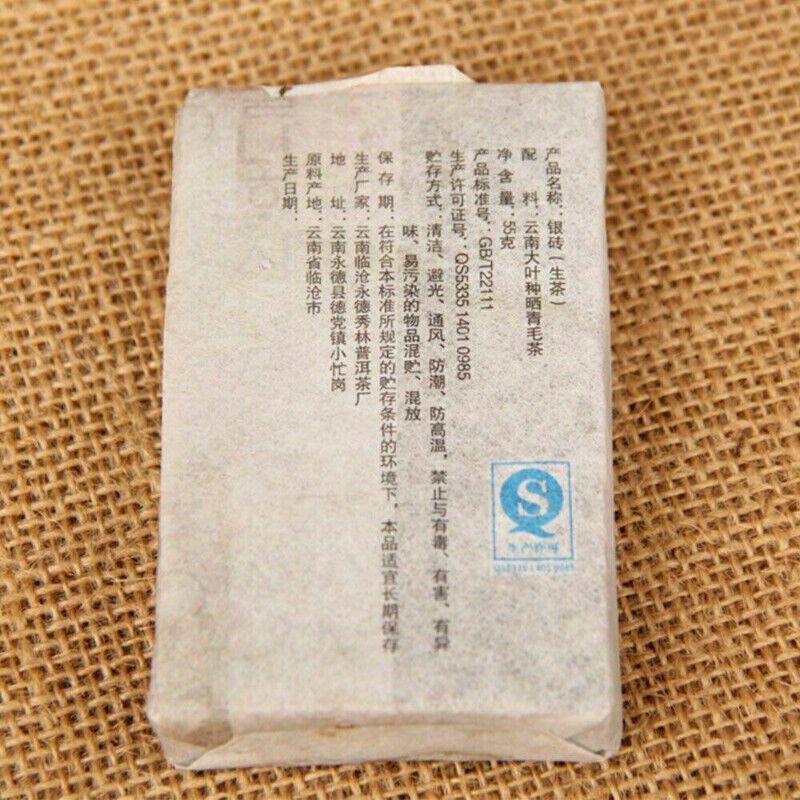 产品名称：银砖（生茶）
配 料：云南大叶种晒青毛茶
净 含 量：55克
产品标准号：GB/T22111
生产许可证号：QS5335 1401 0985
贮存方式：清洁、避光、通风、防潮、防高温，禁止与有毒、有害、有异
味、易污染的物品混贮、混放
保 存 期：在符合本标准所规定的贮存条件的环境下，本品适宜长期保存
生产厂家：云南临沧永德秀林普洱茶厂
地 址：云南永德县德党镇小忙岗
原料产地：云南省临沧市
生产日期：
S
生产许可